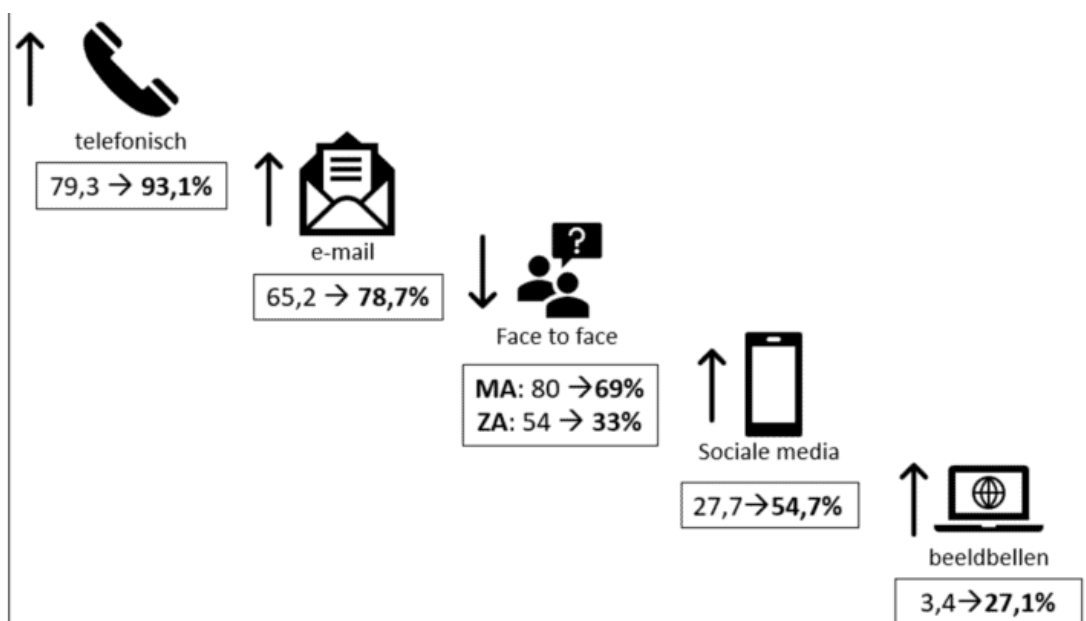 telefonisch
79,3 → 93,1%
e-mail
65,2 → 78,7%
?
Face to face
MA: 80 →69%
ZA: 54 → 33%
Sociale media
27,7→54,7%
beeldbellen
3,4→27,1%